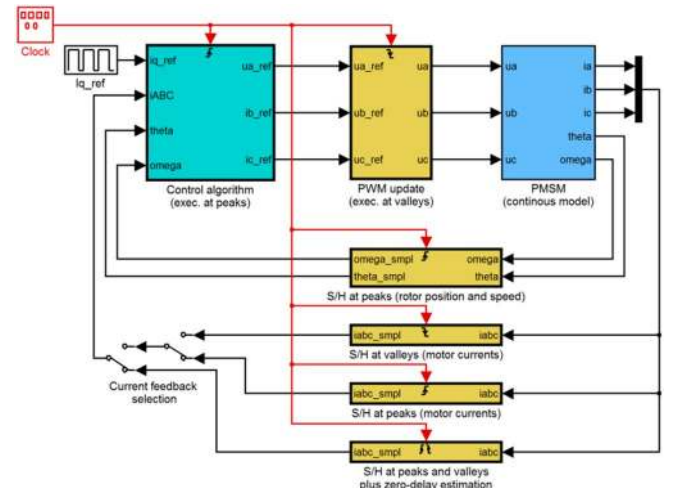 Clock
Iq_ref
iq_ref
iABC
theta
omega
ua_ref
ib_ref
ic_ref
Control algorithm
(exec. at peaks)
ua_ref
ub_ref
uc_ref
ua
ub
uc
PWM update
(exec. at valleys)
ua
ub
uc
ia
ib
ic
theta
omega
PMSM
(continous model)
omega_smpl
theta_smpl
omega
theta
S/H at peaks (rotor position and speed)
iabc_smpl
iabc
S/H at valleys (motor currents)
iabc_smpl
iabc
S/H at peaks (motor currents)
iabc_smpl
iabc
S/H at peaks and valleys
plus zero-delay estimation
Current feedback
selection